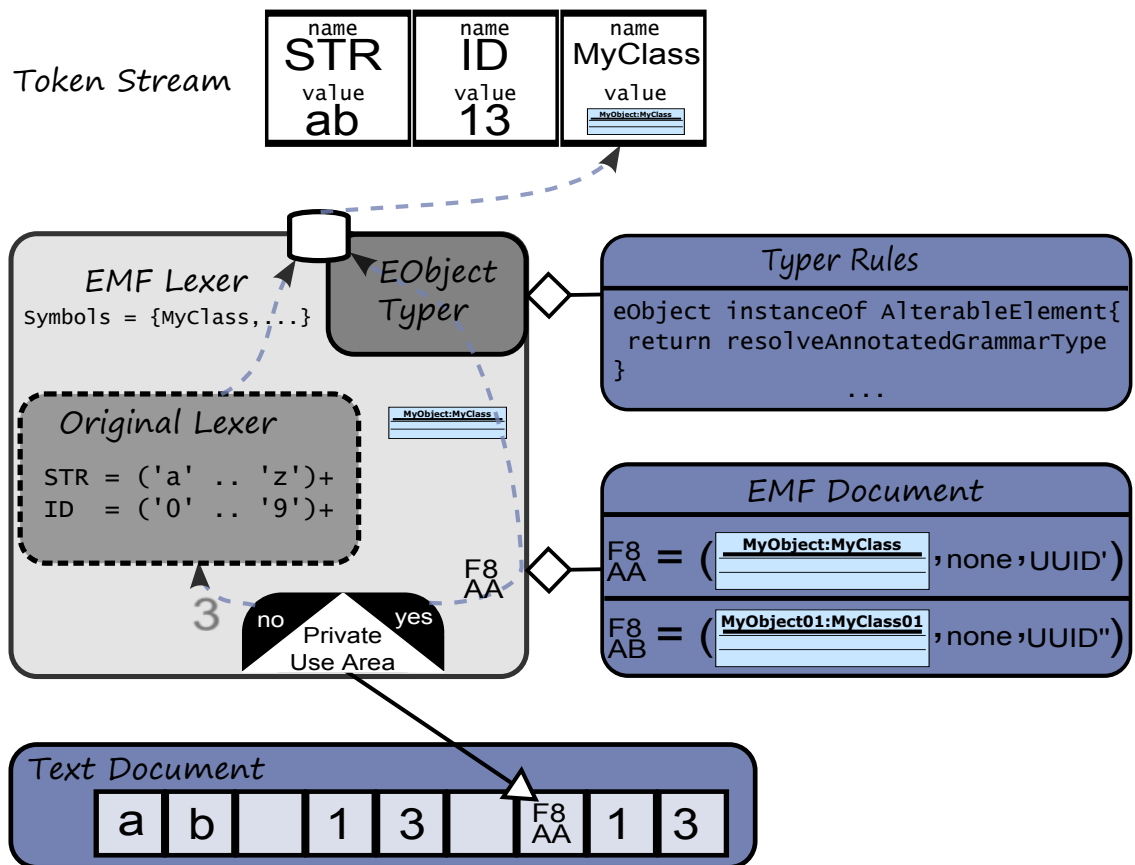 Token Stream
name name name
STR ID MyClass
value value value
ab 13 MyObject:MyClass
EMF Lexer
Symbols = {MyClass,...}
EObject
Typer
Typer Rules
eObject instanceOf AlterableElement{
return resolveAnnotatedGrammarType
}
...
Original Lexer
STR = ('a' .. 'z')+
ID = ('0' .. '9')+
MyObject:MyClass
EMF Document
F8
AA = (MyObject:MyClass , none , UUID')
F8
AB = (MyObject01:MyClass01 , none , UUID")
F8
AA
3
no yes
Private
Use Area
Text Document
a b 1 3 F8 AA 1 3